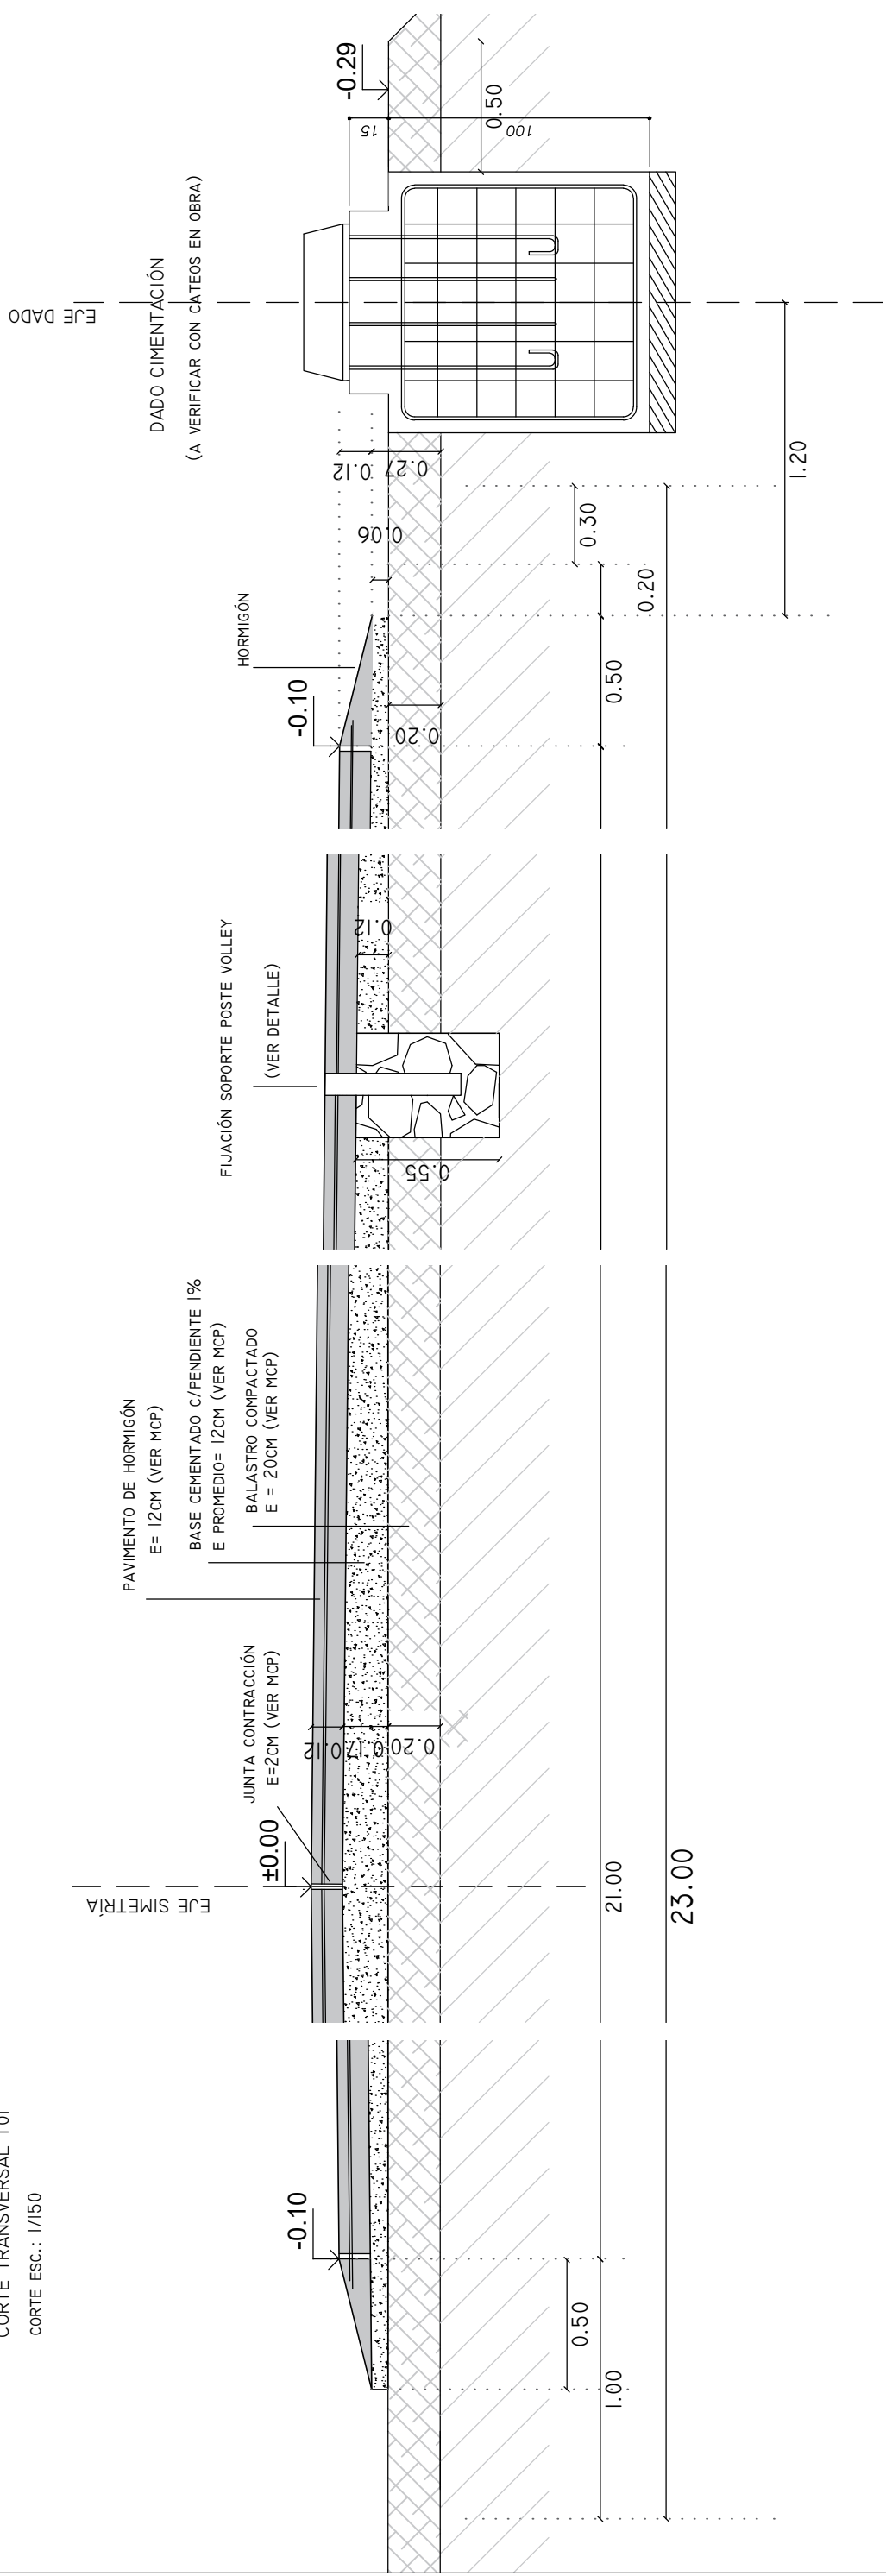 CORTE TRANSVERSAL T01
CORTE ESC.: 1/150
EJE SIMETRÍA
EJE DADO
DADO CIMENTACIÓN
(A VERIFICAR CON CATEOS EN OBRA)
HORMIGÓN
FIJACIÓN SOPORTE POSTE VOLLEY
(VER DETALLE)
PAVIMENTO DE HORMIGÓN
E= 12CM (VER MCP)
BASE CEMENTADO C/PENDIENTE 1%
E PROMEDIO= 12CM (VER MCP)
BALASTRO COMPACTADO
E = 20CM (VER MCP)
JUNTA CONTRACCIÓN
E=2CM (VER MCP)
-0.10
±0.00
-0.10
-0.29
0.12
0.17
0.20
0.55
0.12
0.20
0.06
0.12
0.27
15
100
0.50
0.50
1.00
21.00
23.00
0.50
0.20
0.30
1.20